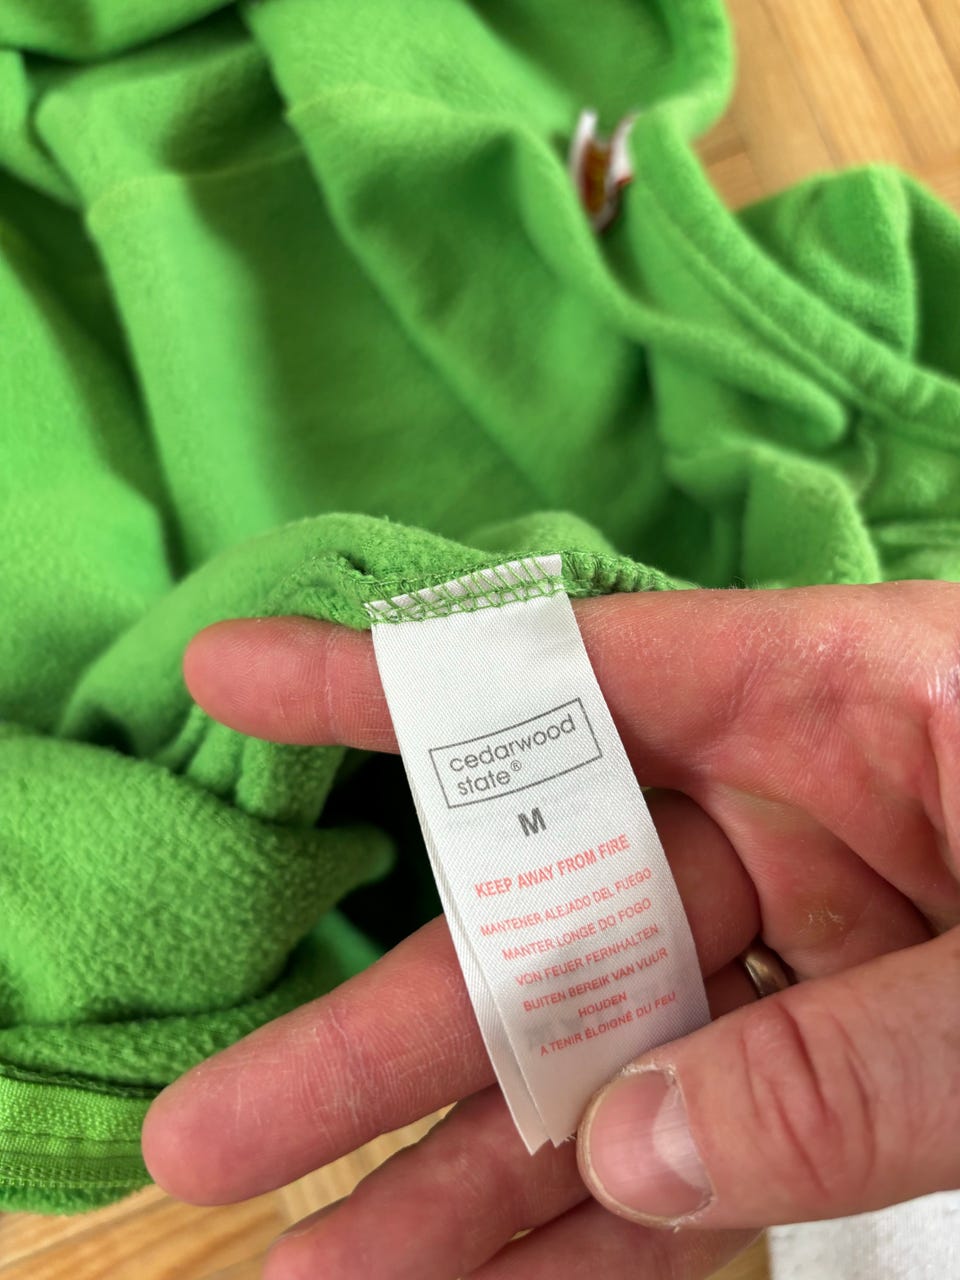 cedarwood
state®
M
KEEP AWAY FROM FIRE
MANTENER ALEJADO DEL FUEGO
MANTER LONGE DO FOGO
VON FEUER FERNHALTEN
BUITEN BEREIK VAN VUUR
HOUDEN
A TENIR ÉLOIGNÉ DU FEU